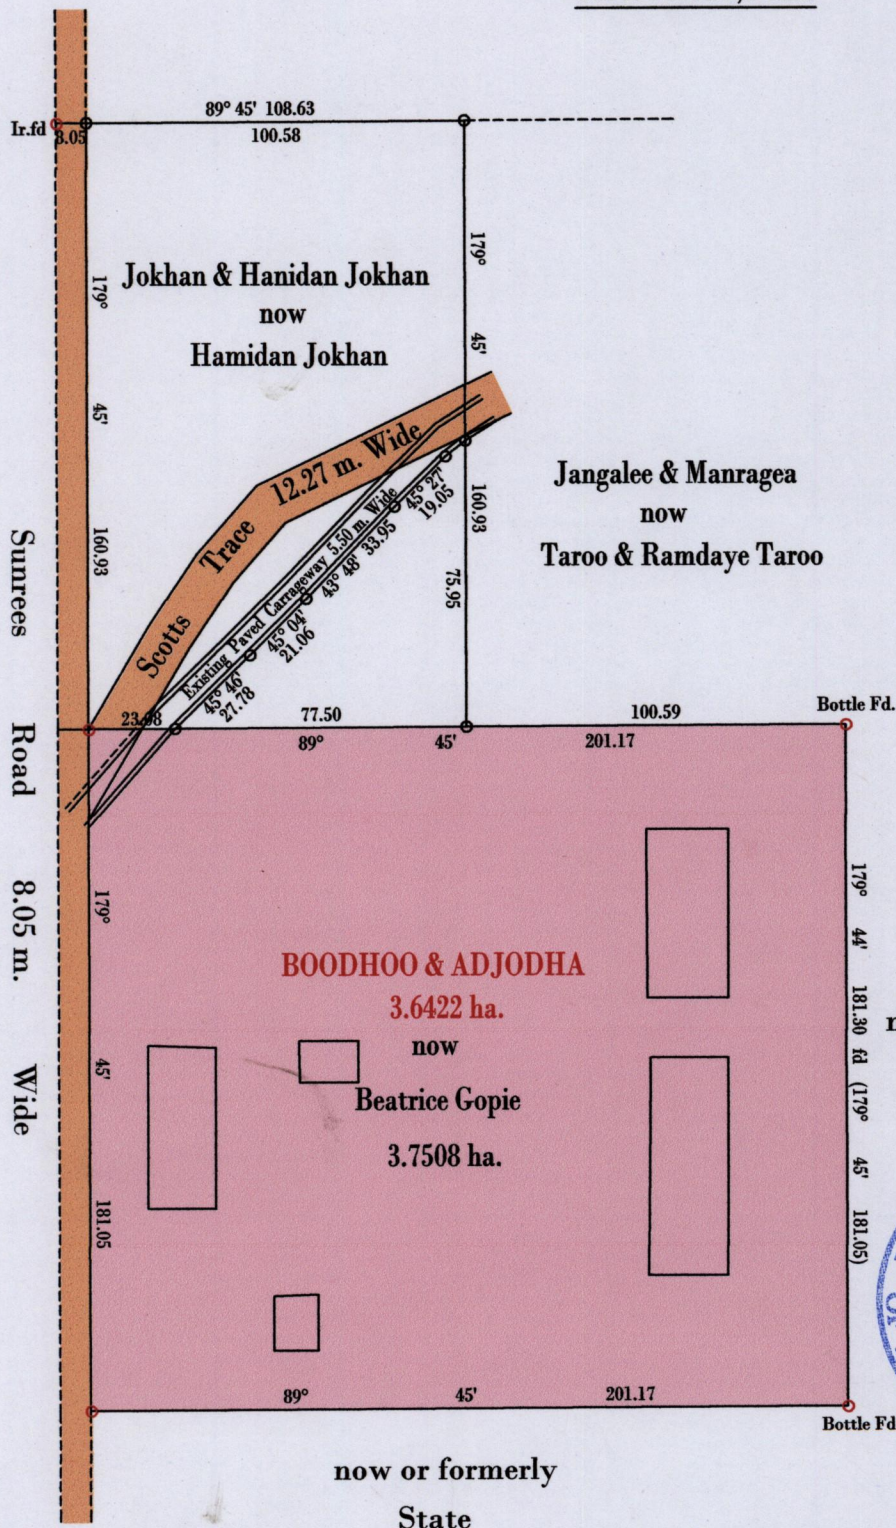 89° 45' 108.63
Ir.fd
8.05
100.58
179° 45' 160.93
Jokhan & Hanidan Jokhan
now
Hamidan Jokhan
179° 45' 160.93
75.95
Scotts Trace 12.27 m. Wide
Existing Paved Carrageway 5.50 m. Wide
45° 27'
19.05
43° 48' 33.95
45° 04'
21.06
45° 46'
27.78
Jangalee & Manragea
now
Taroo & Ramdaye Taroo
Sunrees Road 8.05 m. Wide
23.08
77.50
100.59
Bottle Fd.
89° 45' 201.17
179° 45' 181.05
179° 44' 181.30 fd (179° 45' 181.05)
BOODHOO & ADJODHA
3.6422 ha.
now
Beatrice Gopie
3.7508 ha.
89° 45' 201.17
Bottle Fd
now or formerly
State